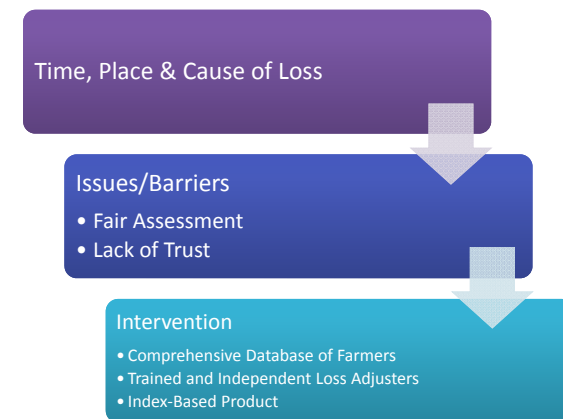 Time, Place & Cause of Loss
Issues/Barriers
• Fair Assessment
• Lack of Trust
Intervention
• Comprehensive Database of Farmers
• Trained and Independent Loss Adjusters
• Index-Based Product